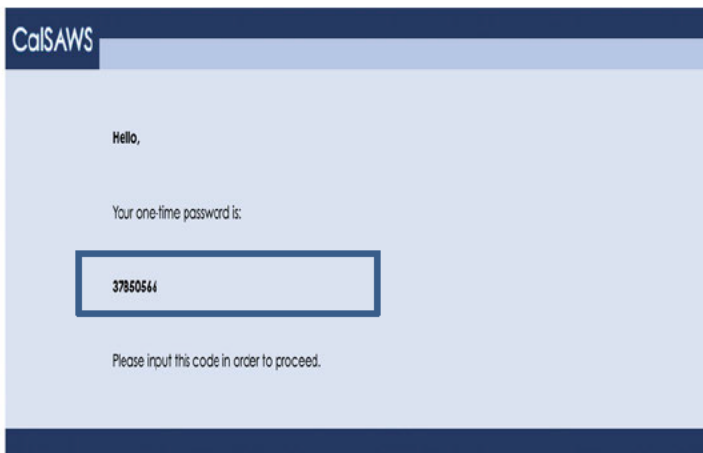 CalSAWS
Hello,
Your one-time password is:
37850566
Please input this code in order to proceed.